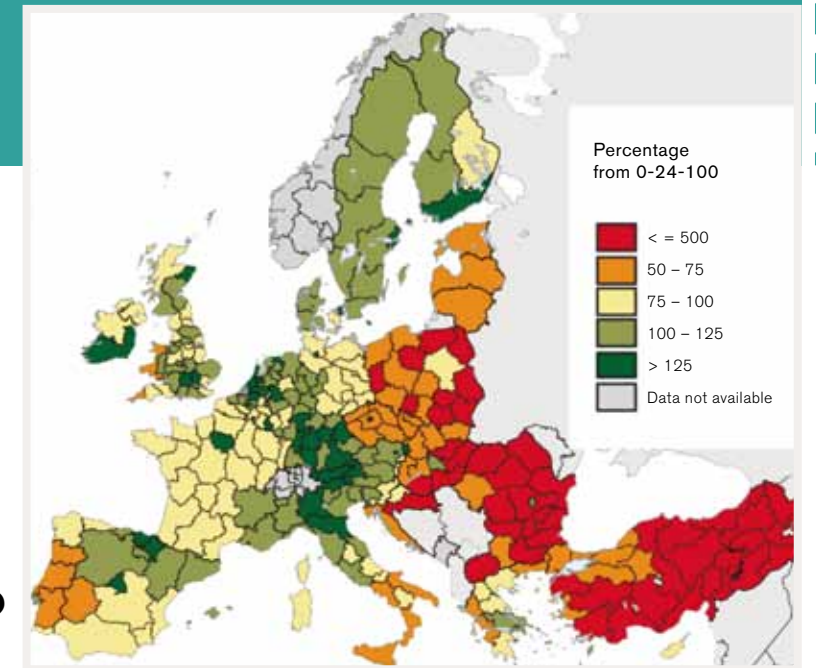 Percentage
from 0-24-100
< = 500
50 – 75
75 – 100
100 – 125
> 125
Data not available